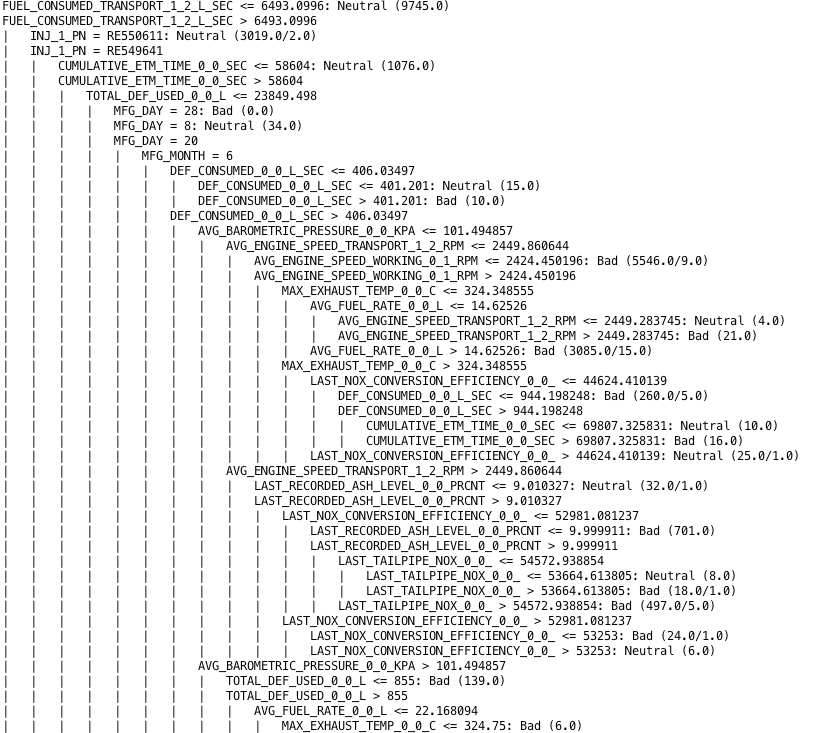 FUEL_CONSUMED_TRANSPORT_1_2_L_SEC <= 6493.0996: Neutral (9745.0)
FUEL_CONSUMED_TRANSPORT_1_2_L_SEC > 6493.0996
|   INJ_1_PN = RE550611: Neutral (3019.0/2.0)
|   INJ_1_PN = RE549641
|   |   CUMULATIVE_ETM_TIME_0_0_SEC <= 58604: Neutral (1076.0)
|   |   CUMULATIVE_ETM_TIME_0_0_SEC > 58604
|   |   |   TOTAL_DEF_USED_0_0_L <= 23849.498
|   |   |   |   MFG_DAY = 28: Bad (0.0)
|   |   |   |   MFG_DAY = 8: Neutral (34.0)
|   |   |   |   MFG_DAY = 20
|   |   |   |   |   MFG_MONTH = 6
|   |   |   |   |   |   DEF_CONSUMED_0_0_L_SEC <= 406.03497
|   |   |   |   |   |   |   DEF_CONSUMED_0_0_L_SEC <= 401.201: Neutral (15.0)
|   |   |   |   |   |   |   DEF_CONSUMED_0_0_L_SEC > 401.201: Bad (10.0)
|   |   |   |   |   |   DEF_CONSUMED_0_0_L_SEC > 406.03497
|   |   |   |   |   |   |   AVG_BAROMETRIC_PRESSURE_0_0_KPA <= 101.494857
|   |   |   |   |   |   |   |   AVG_ENGINE_SPEED_TRANSPORT_1_2_RPM <= 2449.860644
|   |   |   |   |   |   |   |   |   AVG_ENGINE_SPEED_WORKING_0_1_RPM <= 2424.450196: Bad (5546.0/9.0)
|   |   |   |   |   |   |   |   |   AVG_ENGINE_SPEED_WORKING_0_1_RPM > 2424.450196
|   |   |   |   |   |   |   |   |   |   MAX_EXHAUST_TEMP_0_0_C <= 324.348555
|   |   |   |   |   |   |   |   |   |   |   AVG_FUEL_RATE_0_0_L <= 14.62526
|   |   |   |   |   |   |   |   |   |   |   |   AVG_ENGINE_SPEED_TRANSPORT_1_2_RPM <= 2449.283745: Neutral (4.0)
|   |   |   |   |   |   |   |   |   |   |   |   AVG_ENGINE_SPEED_TRANSPORT_1_2_RPM > 2449.283745: Bad (21.0)
|   |   |   |   |   |   |   |   |   |   |   AVG_FUEL_RATE_0_0_L > 14.62526: Bad (3085.0/15.0)
|   |   |   |   |   |   |   |   |   |   MAX_EXHAUST_TEMP_0_0_C > 324.348555
|   |   |   |   |   |   |   |   |   |   |   LAST_NOX_CONVERSION_EFFICIENCY_0_0_ <= 44624.410139
|   |   |   |   |   |   |   |   |   |   |   |   DEF_CONSUMED_0_0_L_SEC <= 944.198248: Bad (260.0/5.0)
|   |   |   |   |   |   |   |   |   |   |   |   DEF_CONSUMED_0_0_L_SEC > 944.198248
|   |   |   |   |   |   |   |   |   |   |   |   |   CUMULATIVE_ETM_TIME_0_0_SEC <= 69807.325831: Neutral (10.0)
|   |   |   |   |   |   |   |   |   |   |   |   |   CUMULATIVE_ETM_TIME_0_0_SEC > 69807.325831: Bad (16.0)
|   |   |   |   |   |   |   |   |   |   |   LAST_NOX_CONVERSION_EFFICIENCY_0_0_ > 44624.410139: Neutral (25.0/1.0)
|   |   |   |   |   |   |   |   AVG_ENGINE_SPEED_TRANSPORT_1_2_RPM > 2449.860644
|   |   |   |   |   |   |   |   |   LAST_RECORDED_ASH_LEVEL_0_0_PRCNT <= 9.010327: Neutral (32.0/1.0)
|   |   |   |   |   |   |   |   |   LAST_RECORDED_ASH_LEVEL_0_0_PRCNT > 9.010327
|   |   |   |   |   |   |   |   |   |   LAST_NOX_CONVERSION_EFFICIENCY_0_0_ <= 52981.081237
|   |   |   |   |   |   |   |   |   |   |   LAST_RECORDED_ASH_LEVEL_0_0_PRCNT <= 9.999911: Bad (701.0)
|   |   |   |   |   |   |   |   |   |   |   LAST_RECORDED_ASH_LEVEL_0_0_PRCNT > 9.999911
|   |   |   |   |   |   |   |   |   |   |   |   LAST_TAILPIPE_NOX_0_0_ <= 54572.938854
|   |   |   |   |   |   |   |   |   |   |   |   |   LAST_TAILPIPE_NOX_0_0_ <= 53664.613805: Neutral (8.0)
|   |   |   |   |   |   |   |   |   |   |   |   |   LAST_TAILPIPE_NOX_0_0_ > 53664.613805: Bad (18.0/1.0)
|   |   |   |   |   |   |   |   |   |   |   |   LAST_TAILPIPE_NOX_0_0_ > 54572.938854: Bad (497.0/5.0)
|   |   |   |   |   |   |   |   |   |   LAST_NOX_CONVERSION_EFFICIENCY_0_0_ > 52981.081237
|   |   |   |   |   |   |   |   |   |   |   LAST_NOX_CONVERSION_EFFICIENCY_0_0_ <= 53253: Bad (24.0/1.0)
|   |   |   |   |   |   |   |   |   |   |   LAST_NOX_CONVERSION_EFFICIENCY_0_0_ > 53253: Neutral (6.0)
|   |   |   |   |   |   |   AVG_BAROMETRIC_PRESSURE_0_0_KPA > 101.494857
|   |   |   |   |   |   |   |   TOTAL_DEF_USED_0_0_L <= 855: Bad (139.0)
|   |   |   |   |   |   |   |   TOTAL_DEF_USED_0_0_L > 855
|   |   |   |   |   |   |   |   |   AVG_FUEL_RATE_0_0_L <= 22.168094
|   |   |   |   |   |   |   |   |   |   MAX_EXHAUST_TEMP_0_0_C <= 324.75: Bad (6.0)